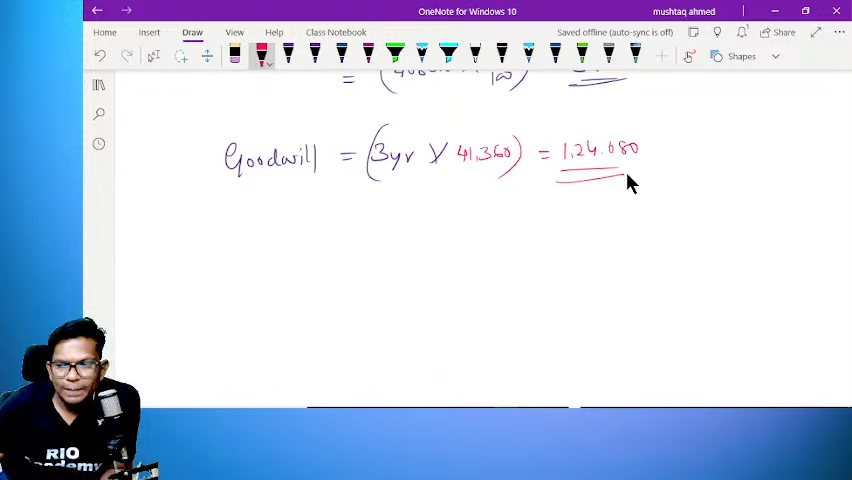 OneNote for Windows 10
mushtaq ahmed
Home Insert Draw View Help Class Notebook
Saved offline (auto-sync is off)
Share
Shapes
=
Goodwill = (3yr X 41,360) = 1,24,080
RIO
Academy